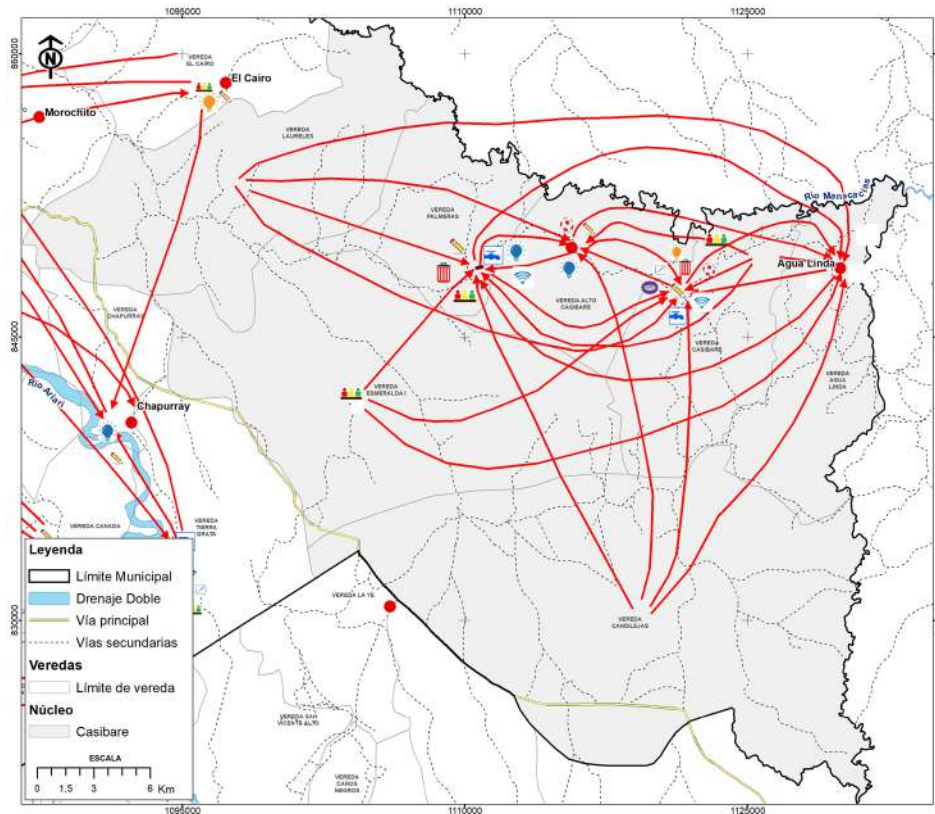 1095000
1110000
1125000
860000
845000
830000
N
VEREDA
EL CAIRO
El Cairo
Morochito
VEREDA
LAURELES
VEREDA
PALMERAS
Río Manacacías
Agua Linda
VEREDA ALTO
CASIBARE
VEREDA
CASIBARE
VEREDA
AGUA
LINDA
VEREDA
CHAPURRAY
VEREDA
ESMERALDA I
Río Ariari
Chapurray
VEREDA CANADA
VEREDA
TIERRA
GRATA
VEREDA LA YE
VEREDA
CANDILEJAS
VEREDA SAN
VICENTE ALTO
VEREDA
CAÑOS
NEGROS
Leyenda
Límite Municipal
Drenaje Doble
Vía principal
Vías secundarias
Veredas
Límite de vereda
Núcleo
Casibare
ESCALA
0 1,5 3 6 Km
1095000
1110000
1125000